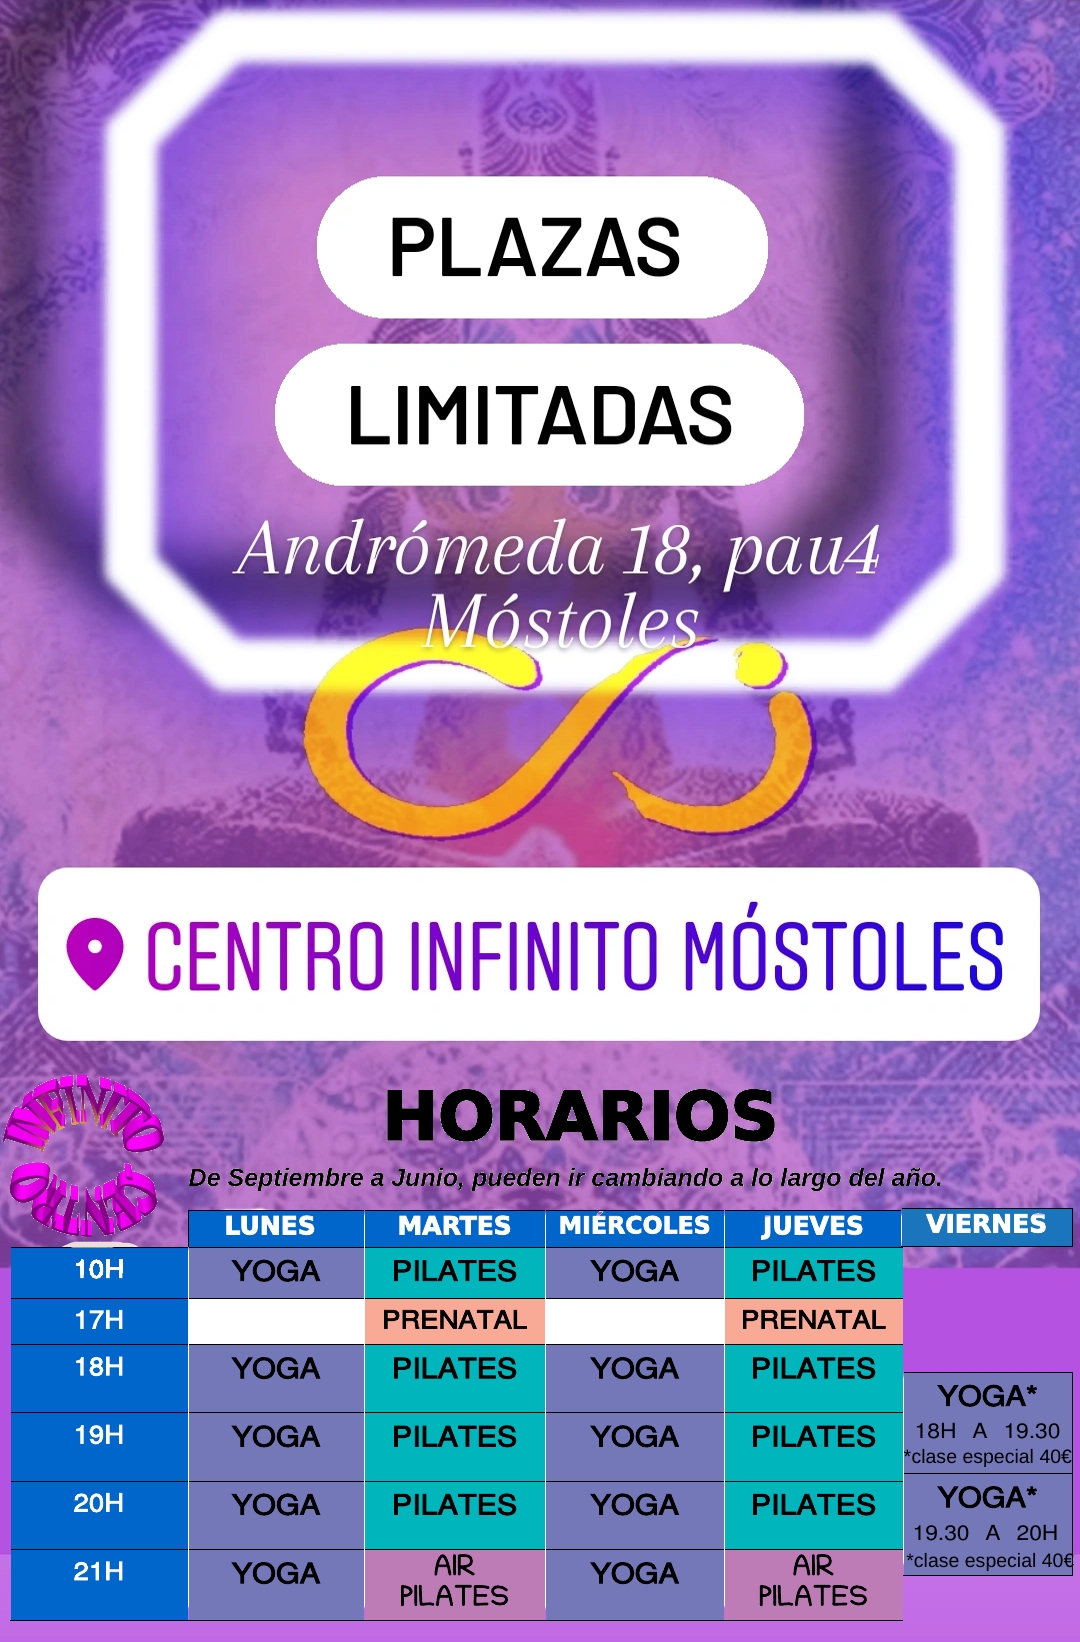 PLAZAS
LIMITADAS
Andrómeda 18, pau4
Móstoles
CENTRO INFINITO MÓSTOLES
INFINITO
CENTRO
HORARIOS
De Septiembre a Junio, pueden ir cambiando a lo largo del año.
LUNES MARTES MIÉRCOLES JUEVES VIERNES
10H YOGA PILATES YOGA PILATES
17H PRENATAL PRENATAL
18H YOGA PILATES YOGA PILATES
YOGA*
18H A 19.30
*clase especial 40€
19H YOGA PILATES YOGA PILATES
20H YOGA PILATES YOGA PILATES
YOGA*
19.30 A 20H
*clase especial 40€
21H YOGA AIR PILATES YOGA AIR PILATES